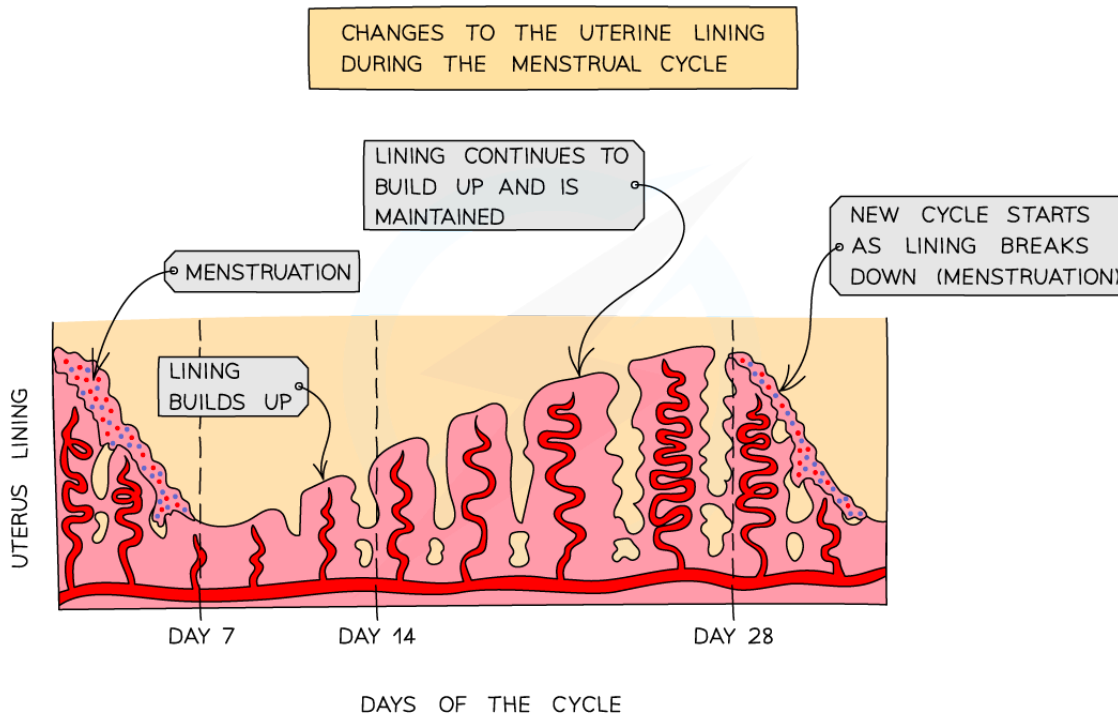 CHANGES TO THE UTERINE LINING
DURING THE MENSTRUAL CYCLE
LINING CONTINUES TO
BUILD UP AND IS
MAINTAINED
NEW CYCLE STARTS
AS LINING BREAKS
DOWN (MENSTRUATION)
MENSTRUATION
LINING
BUILDS UP
UTERUS LINING
DAY 7
DAY 14
DAY 28
DAYS OF THE CYCLE